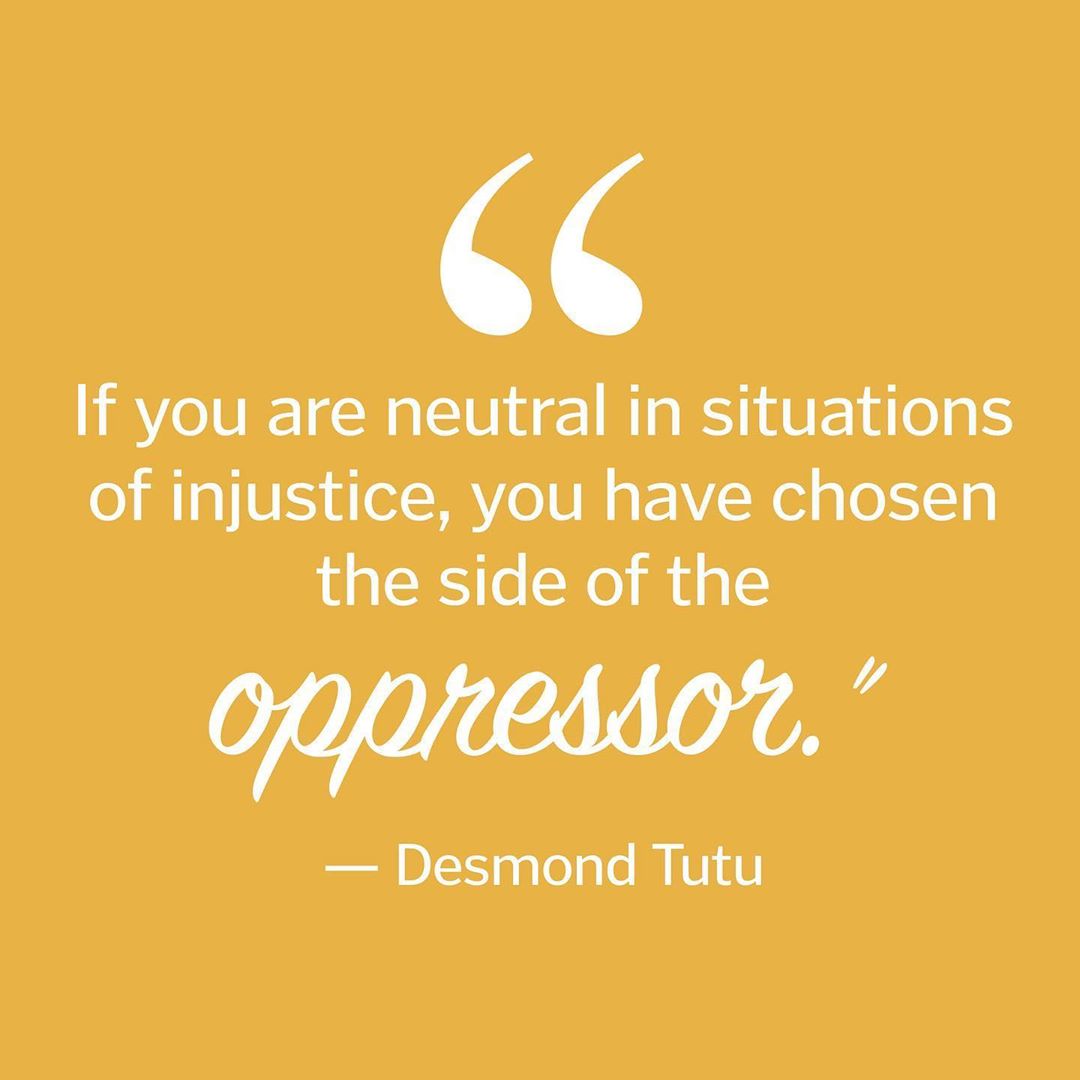 “
If you are neutral in situations
of injustice, you have chosen
the side of the
oppressor."
— Desmond Tutu